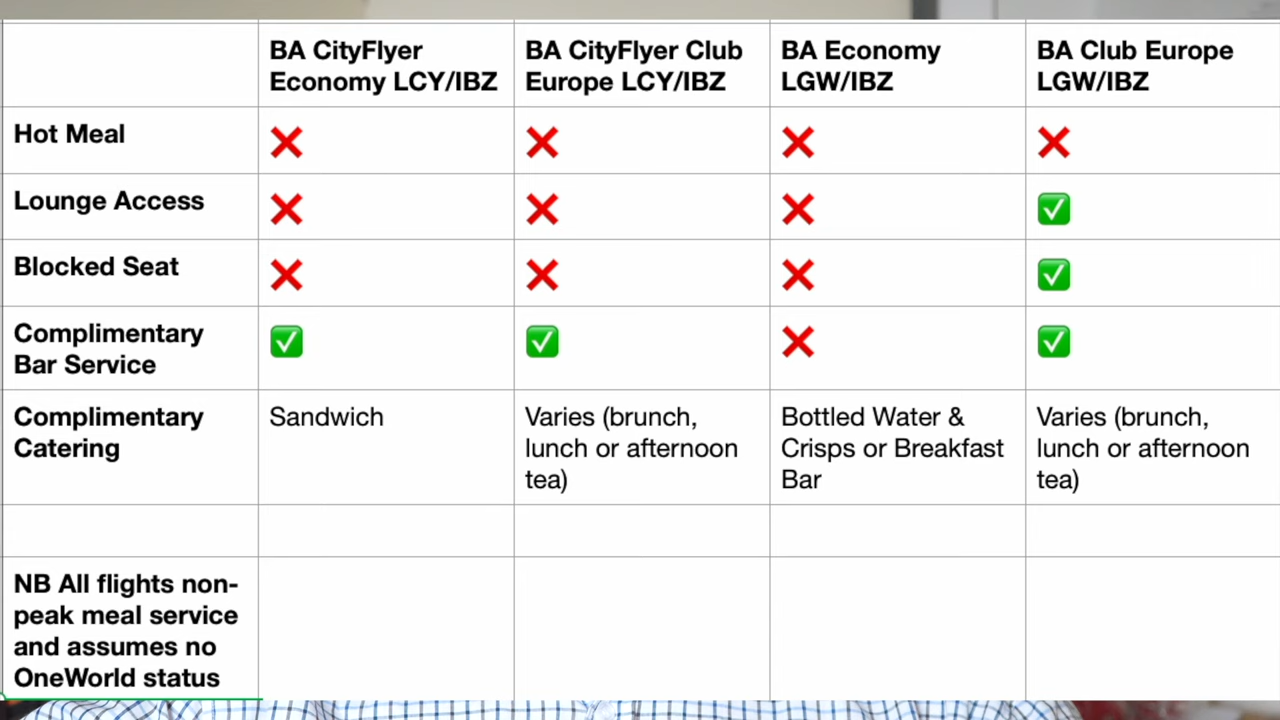 BA CityFlyer
Economy LCY/IBZ
BA CityFlyer Club
Europe LCY/IBZ
BA Economy
LGW/IBZ
BA Club Europe
LGW/IBZ
Hot Meal
❌ ❌ ❌ ❌
Lounge Access
❌ ❌ ❌ ✅
Blocked Seat
❌ ❌ ❌ ✅
Complimentary
Bar Service
✅ ✅ ❌ ✅
Complimentary
Catering
Sandwich
Varies (brunch,
lunch or afternoon
tea)
Bottled Water &
Crisps or Breakfast
Bar
Varies (brunch,
lunch or afternoon
tea)
NB All flights non-
peak meal service
and assumes no
OneWorld status